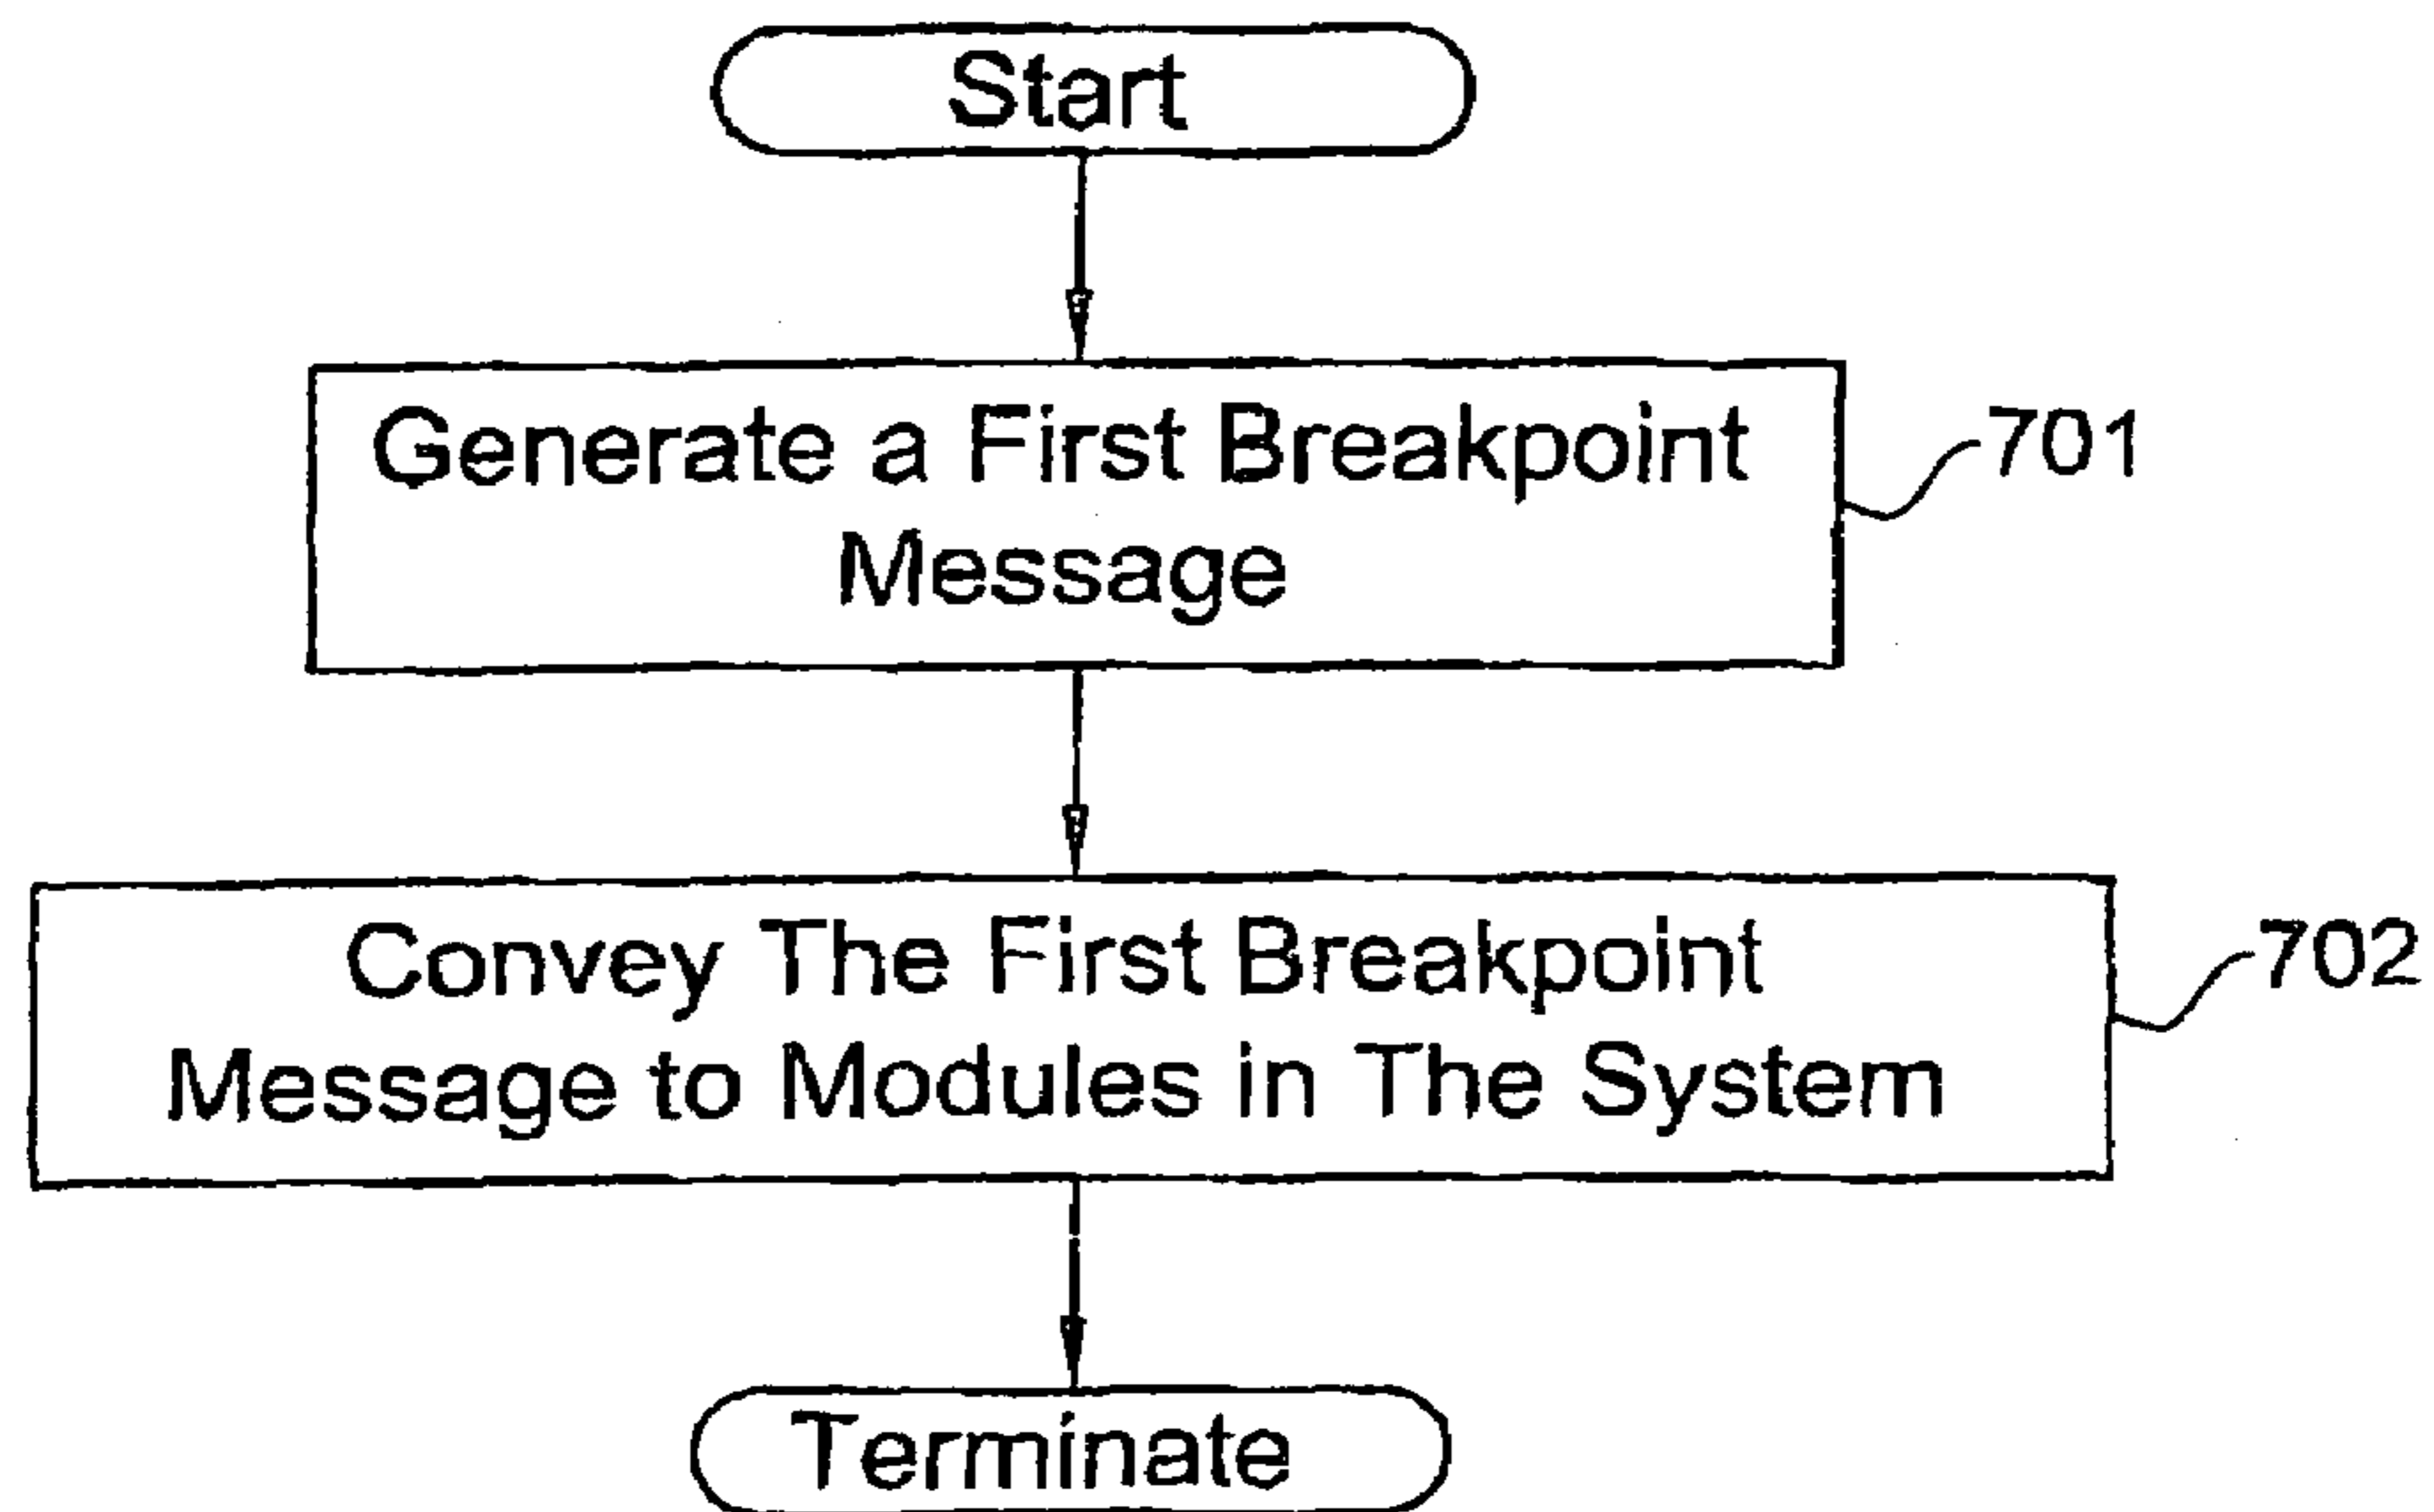 Start
Generate a First Breakpoint
Message
701
Convey The First Breakpoint
Message to Modules in The System
702
Terminate